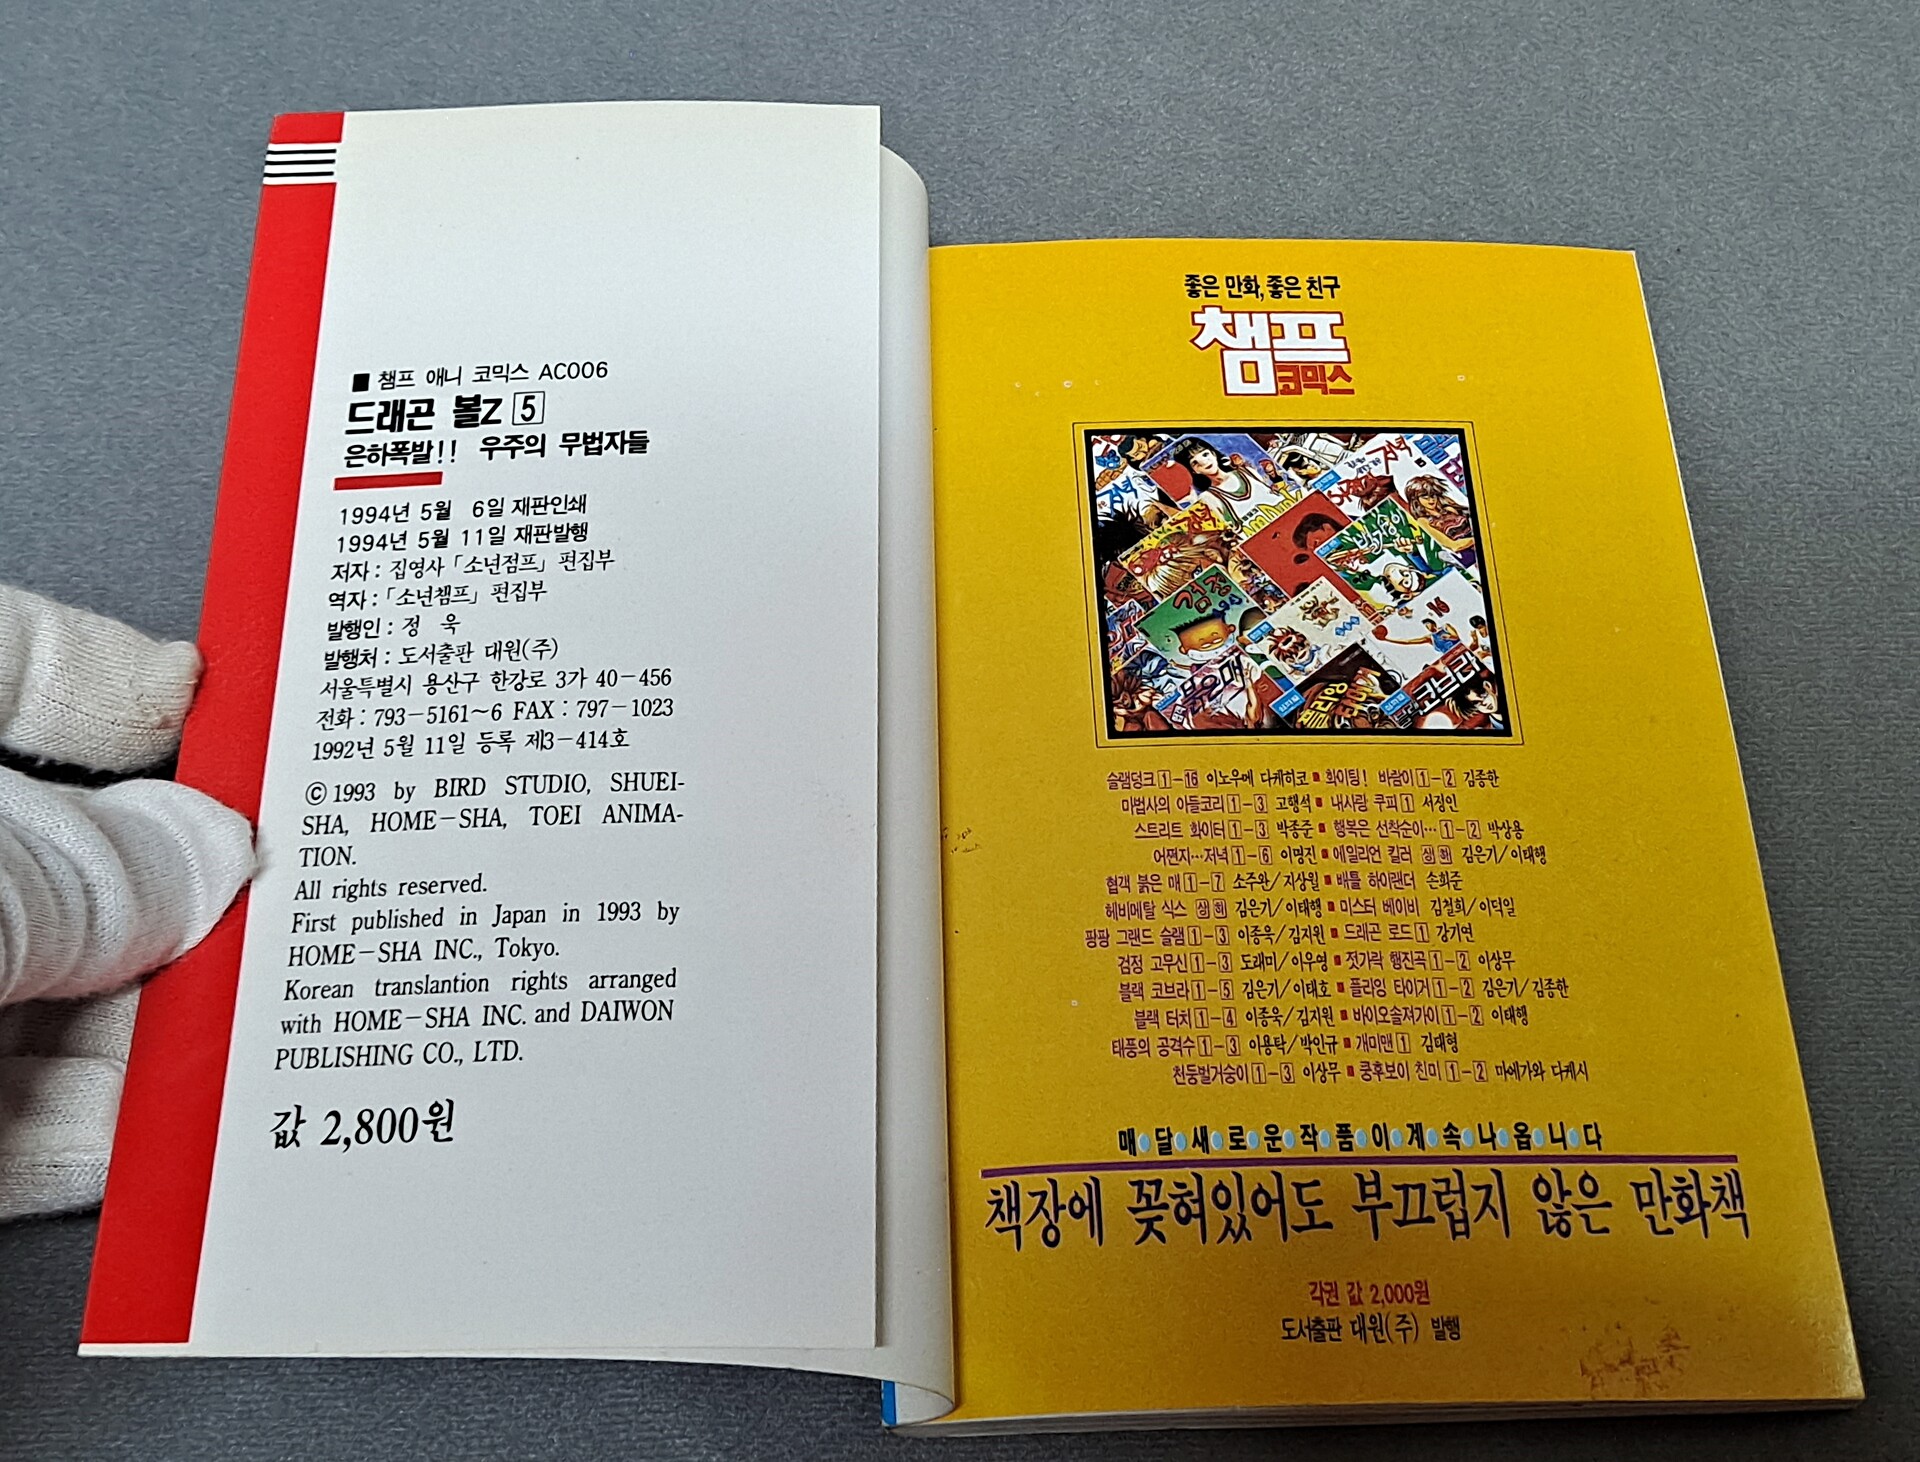 ■ 챔프 애니 코믹스 AC006
드래곤 볼Z 5
은하폭발!! 우주의 무법자들
1994년 5월 6일 재판인쇄
1994년 5월 11일 재판발행
저자 : 집영사 「소년점프」 편집부
역자 : 「소년챔프」 편집부
발행인 : 정 욱
발행처 : 도서출판 대원(주)
서울특별시 용산구 한강로 3가 40-456
전화 : 793-5161~6 FAX : 797-1023
1992년 5월 11일 등록 제3-414호
©1993 by BIRD STUDIO, SHUEI-
SHA, HOME-SHA, TOEI ANIMA-
TION.
All rights reserved.
First published in Japan in 1993 by
HOME-SHA INC., Tokyo.
Korean translantion rights arranged
with HOME-SHA INC. and DAIWON
PUBLISHING CO., LTD.
값 2,800원
좋은 만화, 좋은 친구
챔프
코믹스
검정
붉은매
코브라
슬램덩크 1-16 이노우에 다케히코 ■ 화이팅! 바람이 1-2 김종한
마법사의 아들코리 1-3 고행석 ■ 내사랑 쿠피 1 서정인
스트리트 화이터 1-3 박종준 ■ 행복은 선착순이… 1-2 박상용
어쩐지…저녁 1-6 이명진 ■ 에일리언 킬러 상 하 김은기/이태행
협객 붉은 매 1-7 소주완/지상월 ■ 배틀 하이랜더 손희준
헤비메탈 식스 상 하 김은기/이태행 ■ 미스터 베이비 김철희/이덕일
팡팡 그랜드 슬램 1-3 이종욱/김지원 ■ 드래곤 로드 1 강기연
검정 고무신 1-3 도래미/이우영 ■ 젓가락 행진곡 1-2 이상무
블랙 코브라 1-5 김은기/이태호 ■ 플라잉 타이거 1-2 김은기/김종한
블랙 터치 1-4 이종욱/김지원 ■ 바이오솔져가이 1-2 이태행
태풍의 공격수 1-3 이용탁/박인규 ■ 개미맨 1 김태형
천둥벌거숭이 1-3 이상무 ■ 쿵후보이 친미 1-2 마에가와 다케시
매달새로운작품이계속나옵니다
책장에 꽂혀있어도 부끄럽지 않은 만화책
각권 값 2,000원
도서출판 대원(주) 발행